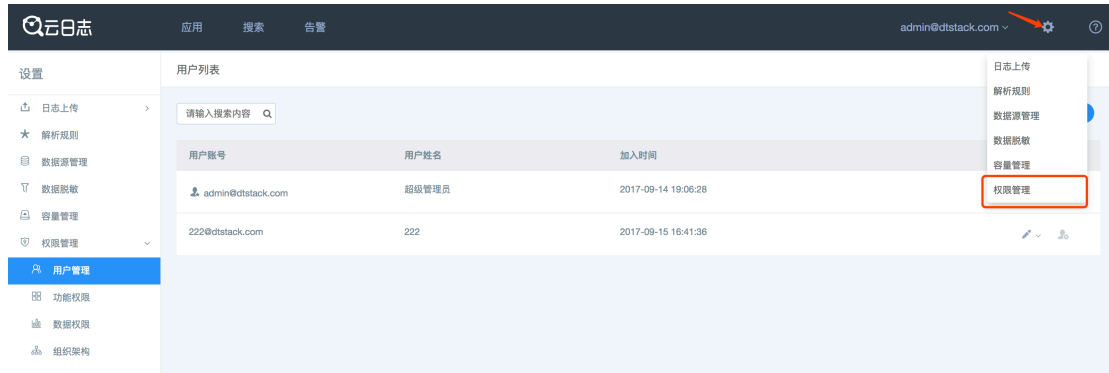 云日志
应用 搜索 告警 admin@dtstack.com
设置
日志上传
解析规则
数据源管理
数据脱敏
容量管理
权限管理
用户管理
功能权限
数据权限
组织架构
用户列表
请输入搜索内容
用户账号 用户姓名 加入时间
admin@dtstack.com 超级管理员 2017-09-14 19:06:28
222@dtstack.com 222 2017-09-15 16:41:36
日志上传
解析规则
数据源管理
数据脱敏
容量管理
权限管理